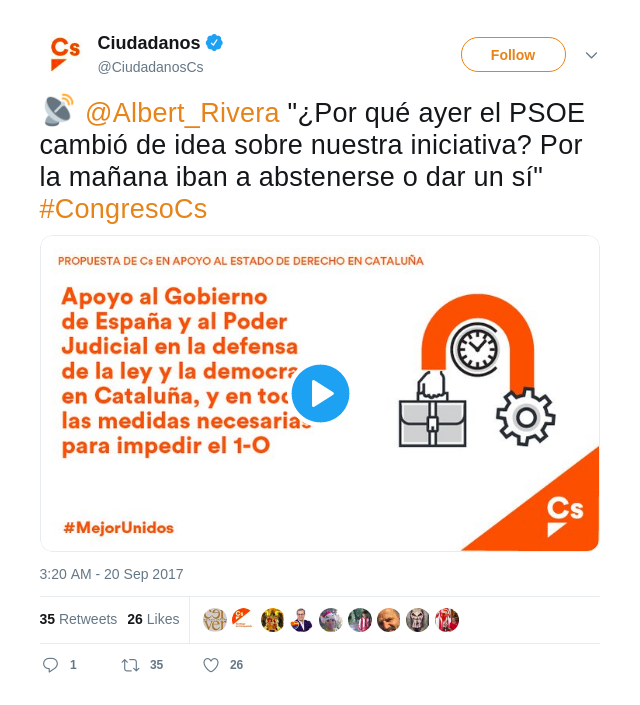 Cs
Ciudadanos
@CiudadanosCs
Follow
@Albert_Rivera "¿Por qué ayer el PSOE
cambió de idea sobre nuestra iniciativa? Por
la mañana iban a abstenerse o dar un sí"
#CongresoCs
PROPUESTA DE Cs EN APOYO AL ESTADO DE DERECHO EN CATALUÑA
Apoyo al Gobierno
de España y al Poder
Judicial en la defensa
de la ley y la democra
en Cataluña, y en to
las medidas necesarias
para impedir el 1-O
#MejorUnidos
Cs
3:20 AM - 20 Sep 2017
35 Retweets 26 Likes
1 35 26